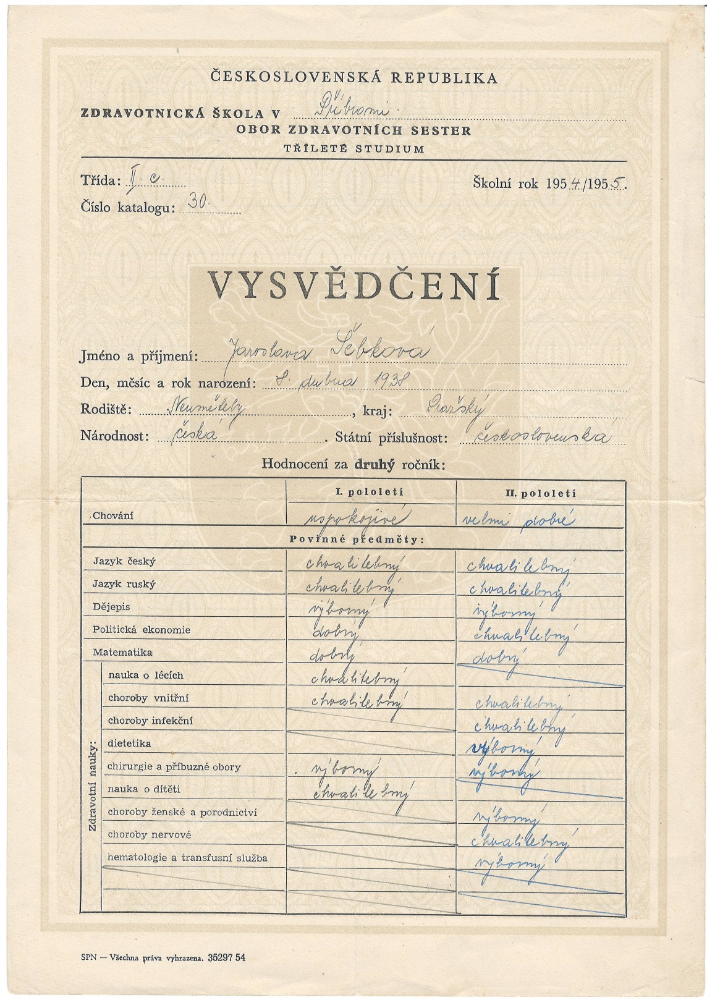 ČESKOSLOVENSKÁ REPUBLIKA
ZDRAVOTNICKÁ ŠKOLA V Příbrami.
OBOR ZDRAVOTNÍCH SESTER
TŘÍLETÉ STUDIUM
Třída: II. c. Školní rok 1954/1955.
Číslo katalogu: 30.
VYSVĚDČENÍ
Jméno a příjmení: Jaroslava Šebková
Den, měsíc a rok narození: 8. dubna 1938
Rodiště: Neumětely, kraj: Pražský
Národnost: česká. Státní příslušnost: československá
Hodnocení za druhý ročník:
I. pololetí II. pololetí
Chování uspokojivé velmi dobré
Povinné předměty:
Jazyk český chvalitebný chvalitebný
Jazyk ruský chvalitebný chvalitebný
Dějepis výborný výborný
Politická ekonomie dobrý chvalitebný
Matematika dobrý dobrý
Zdravotní nauky:
nauka o lécích chvalitebný
choroby vnitřní chvalitebný chvalitebný
choroby infekční chvalitebný
dietetika výborný
chirurgie a příbuzné obory výborný výborný
nauka o dítěti chvalitebný
choroby ženské a porodnictví výborný
choroby nervové chvalitebný
hematologie a transfusní služba výborný
SPN — Všechna práva vyhrazena. 35297 54